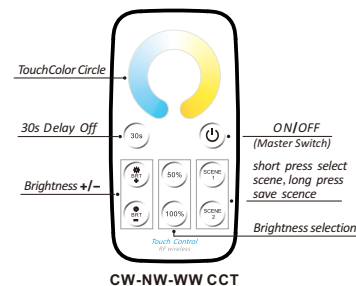 TouchColor Circle
30s Delay Off
30s
ON/OFF
(Master Switch)
BRT
+
50%
SCENE
1
short press select
scene, long press
save scence
Brightness +/−
BRT
−
100%
SCENE
2
Brightness selection
Touch Control
RF wireless
CW-NW-WW CCT